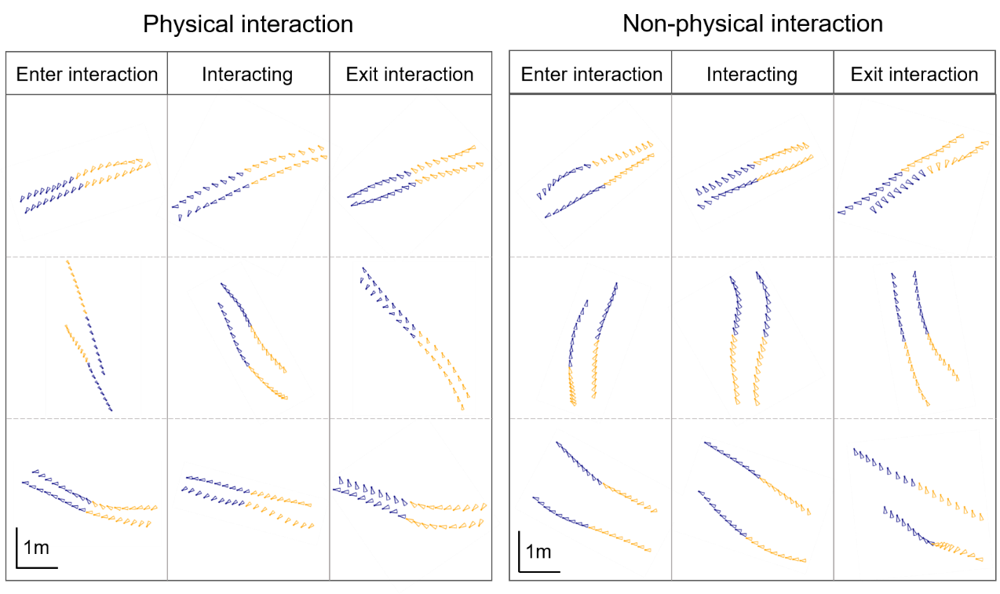 Physical interaction
Non-physical interaction
Enter interaction
Interacting
Exit interaction
Enter interaction
Interacting
Exit interaction
1m
1m